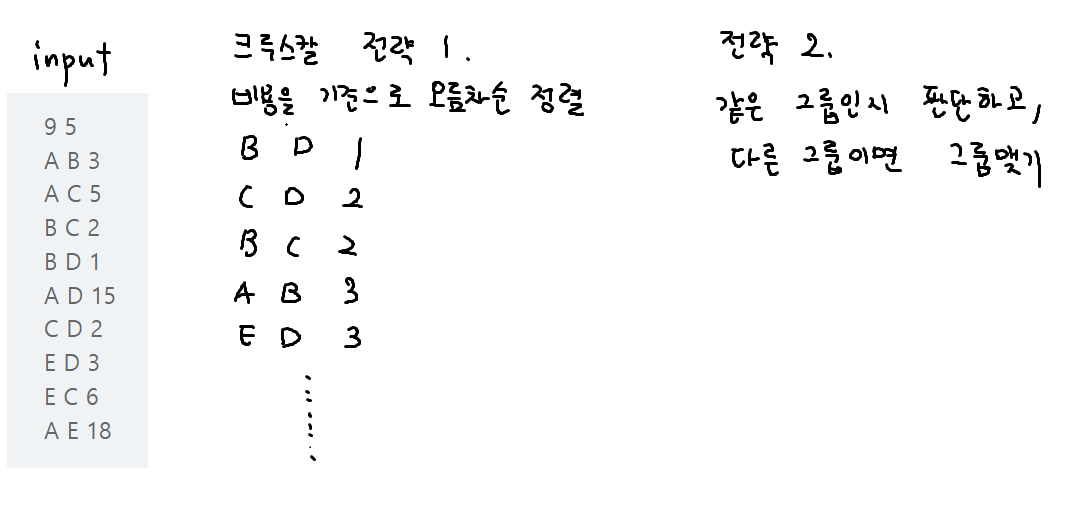 input
9 5
A B 3
A C 5
B C 2
B D 1
A D 15
C D 2
E D 3
E C 6
A E 18
크루스칼 전략 1.
비용을 기준으로 오름차순 정렬
B D 1
C D 2
B C 2
A B 3
E D 3
전략 2.
같은 그룹인지 판단하고,
다른 그룹이면 그룹맺기